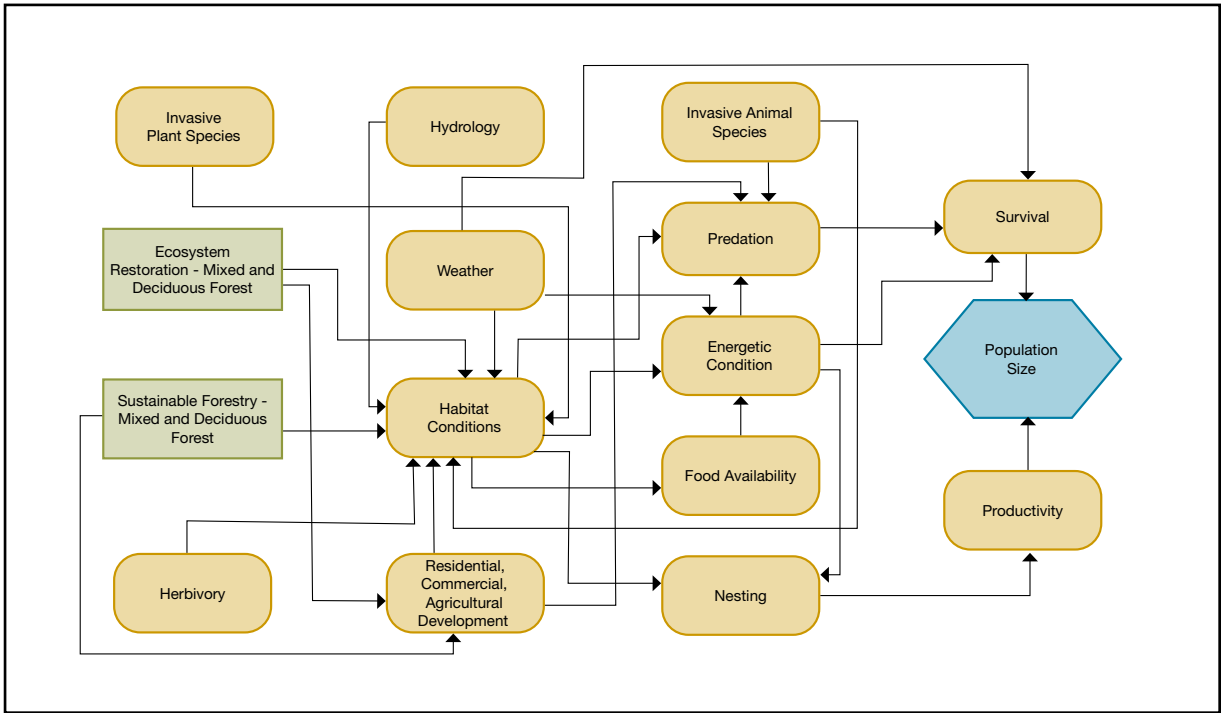 Invasive
Plant Species
Hydrology
Invasive Animal
Species
Survival
Ecosystem
Restoration - Mixed and
Deciduous Forest
Weather
Predation
Energetic
Condition
Population
Size
Sustainable Forestry -
Mixed and Deciduous
Forest
Habitat
Conditions
Food Availability
Productivity
Herbivory
Residential,
Commercial,
Agricultural
Development
Nesting